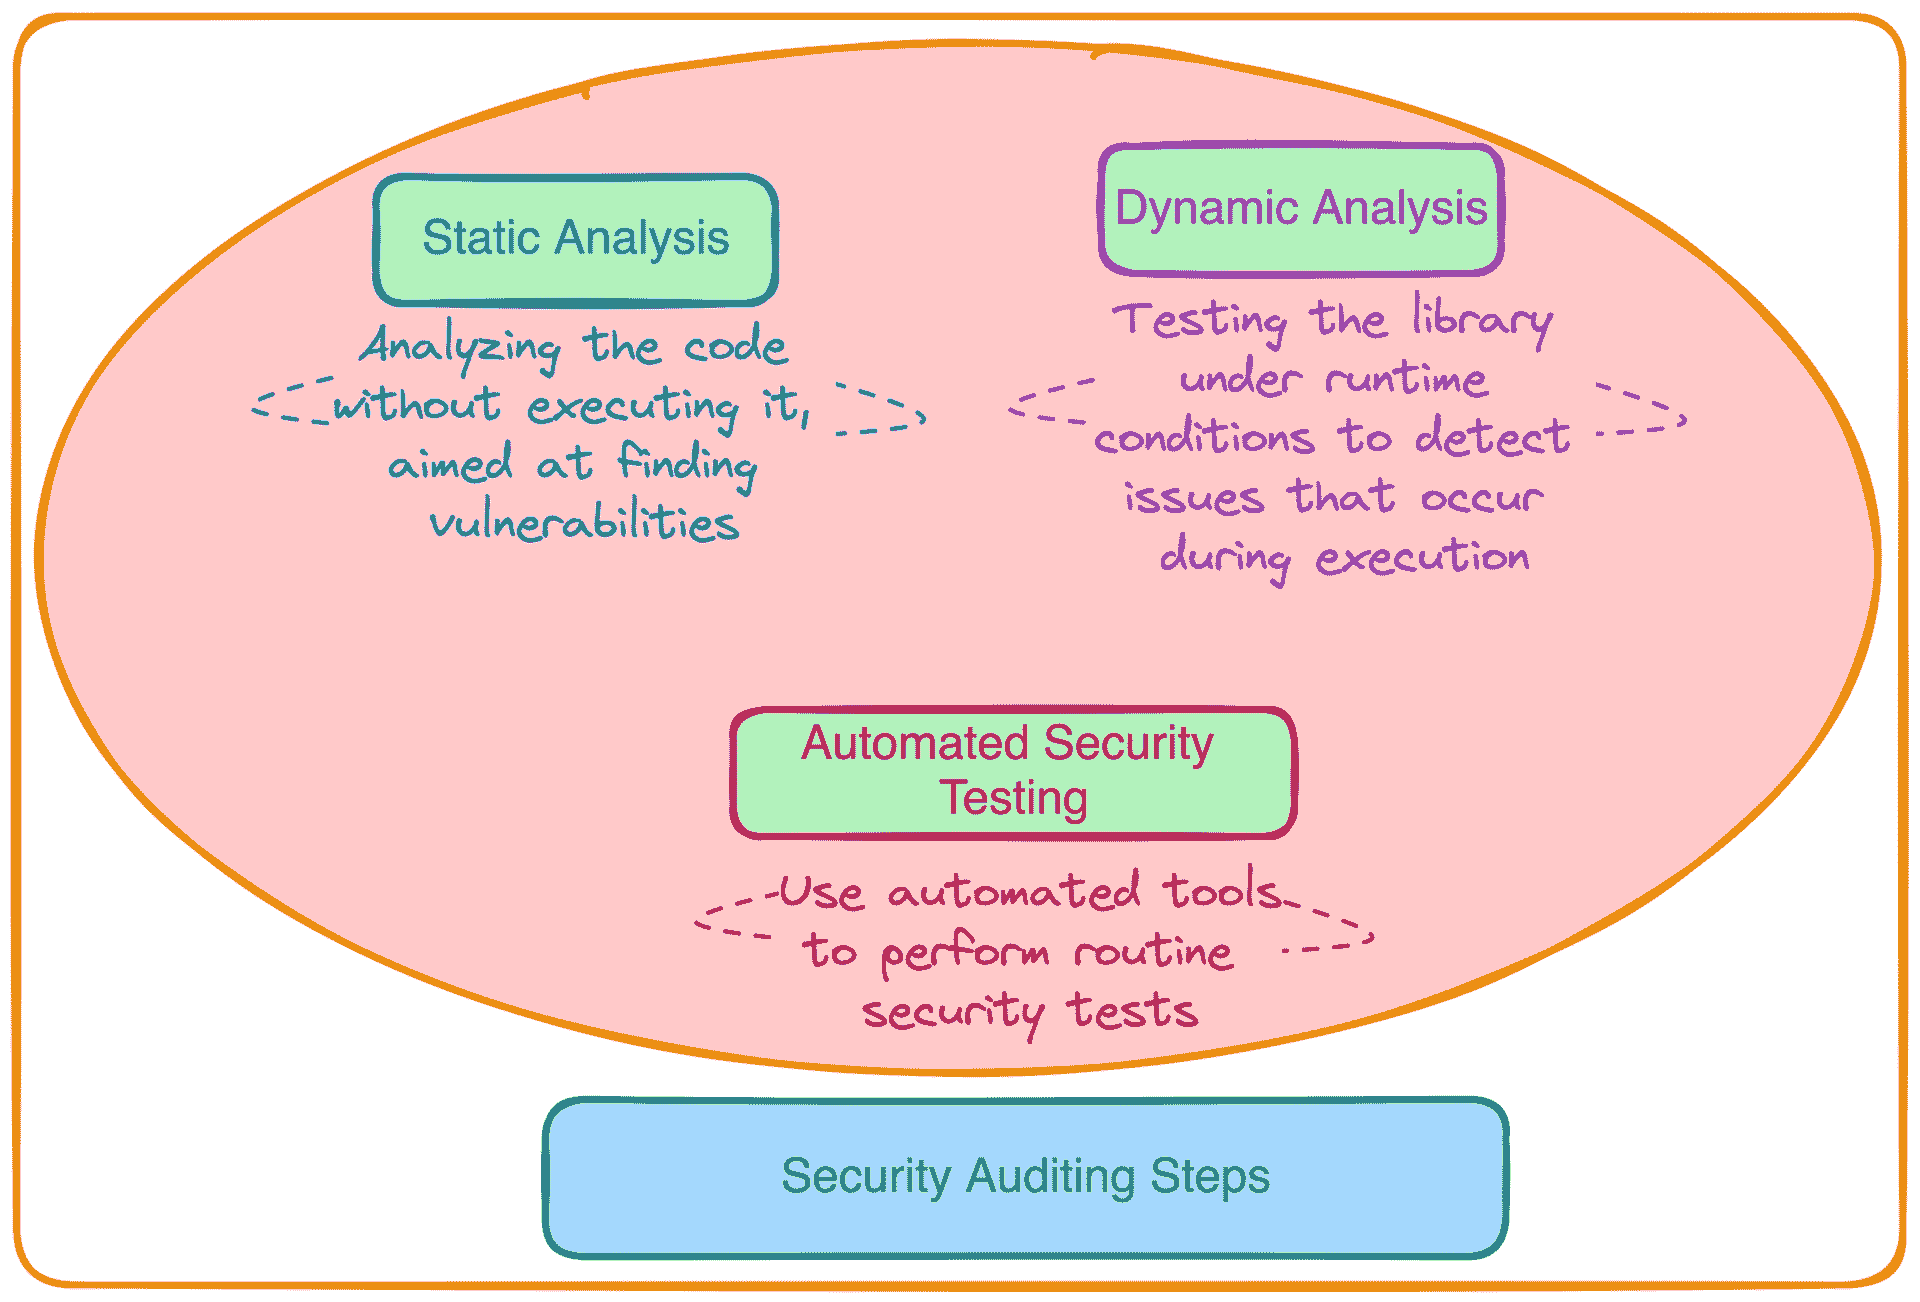 Static Analysis
Analyzing the code
without executing it,
aimed at finding
vulnerabilities
Dynamic Analysis
Testing the library
under runtime
conditions to detect
issues that occur
during execution
Automated Security
Testing
Use automated tools
to perform routine
security tests
Security Auditing Steps